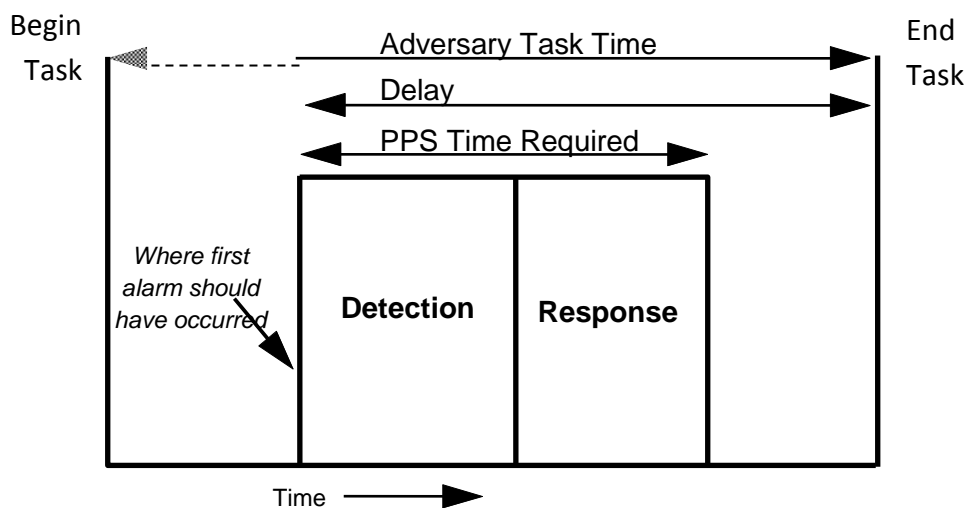 Begin
Task
Adversary Task Time
End
Task
Delay
PPS Time Required
Where first
alarm should
have occurred
Detection
Response
Time